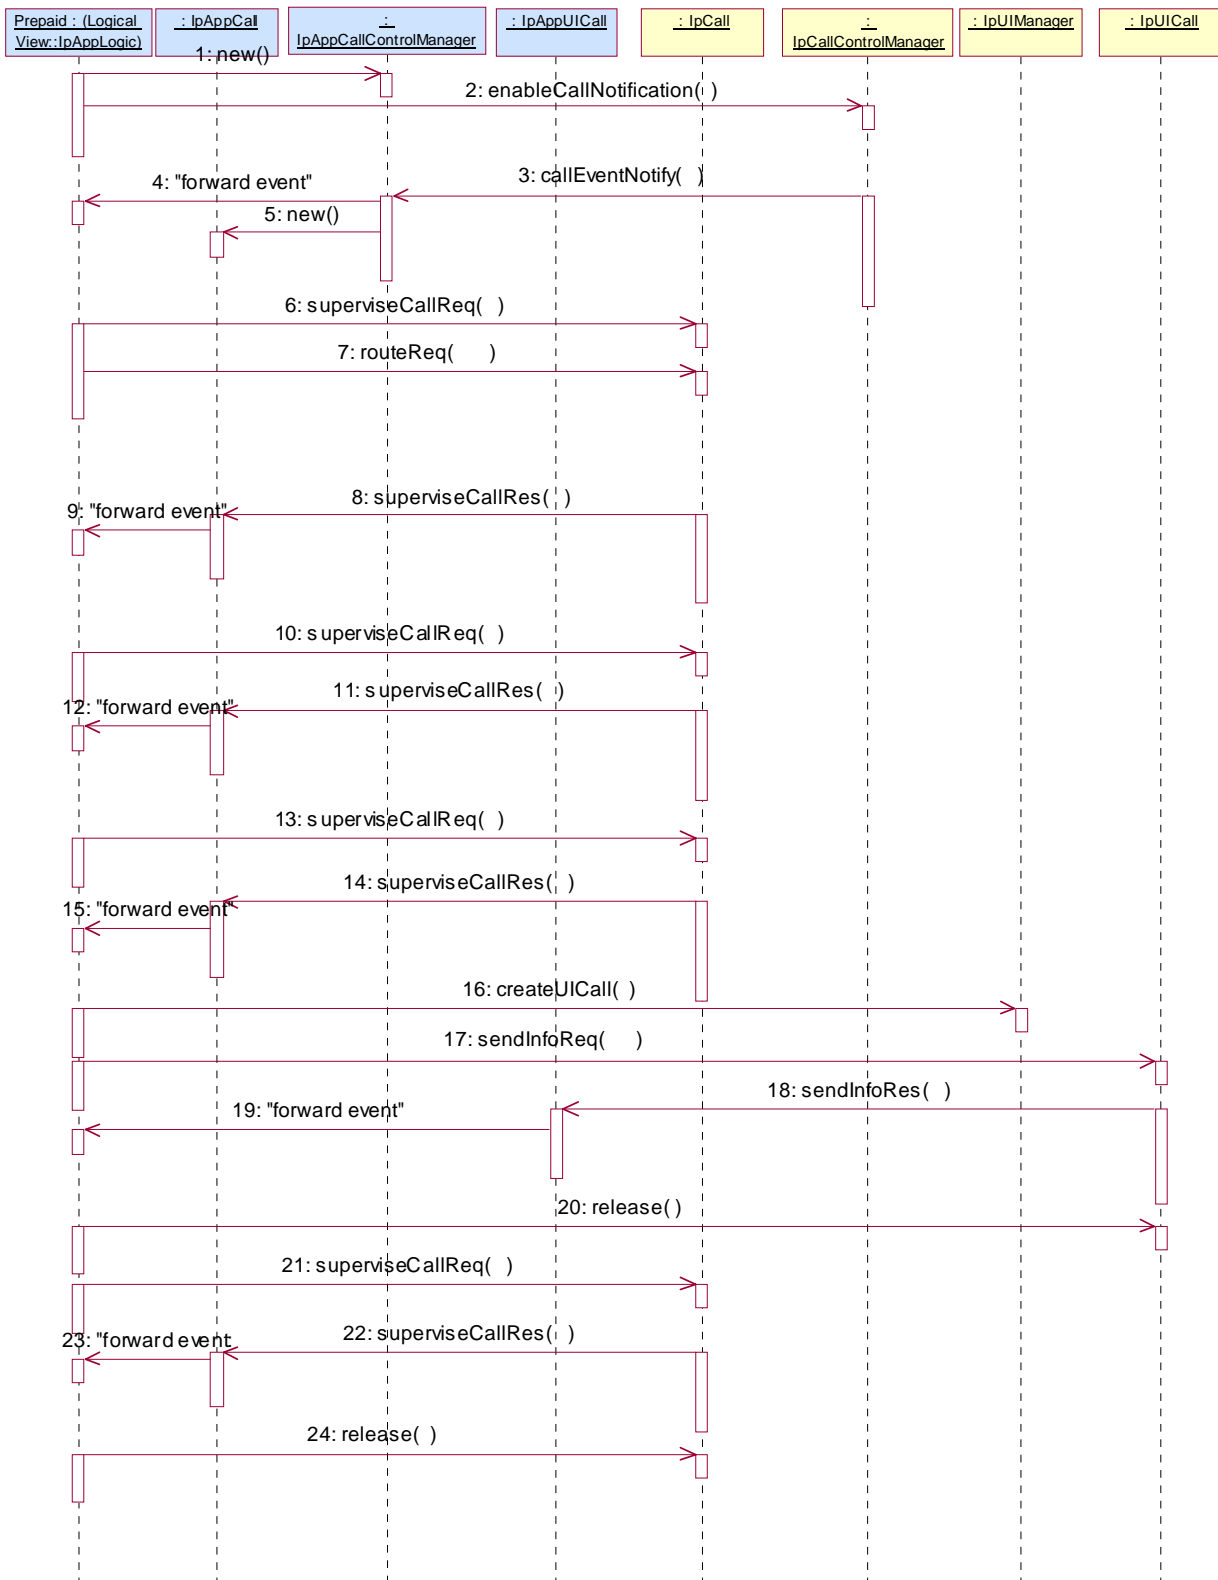 Prepaid : (Logical
View::IpAppLogic)
: IpAppCall
:
IpAppCallControlManager
: IpAppUICall
: IpCall
:
IpCallControlManager
: IpUIManager
: IpUICall
1: new()
2: enableCallNotification( )
3: callEventNotify( )
4: "forward event"
5: new()
6: superviseCallReq( )
7: routeReq( )
8: superviseCallRes( )
9: "forward event"
10: superviseCallReq( )
11: superviseCallRes( )
12: "forward event"
13: superviseCallReq( )
14: superviseCallRes( )
15: "forward event"
16: createUICall( )
17: sendInfoReq( )
18: sendInfoRes( )
19: "forward event"
20: release( )
21: superviseCallReq( )
22: superviseCallRes( )
23: "forward event
24: release( )